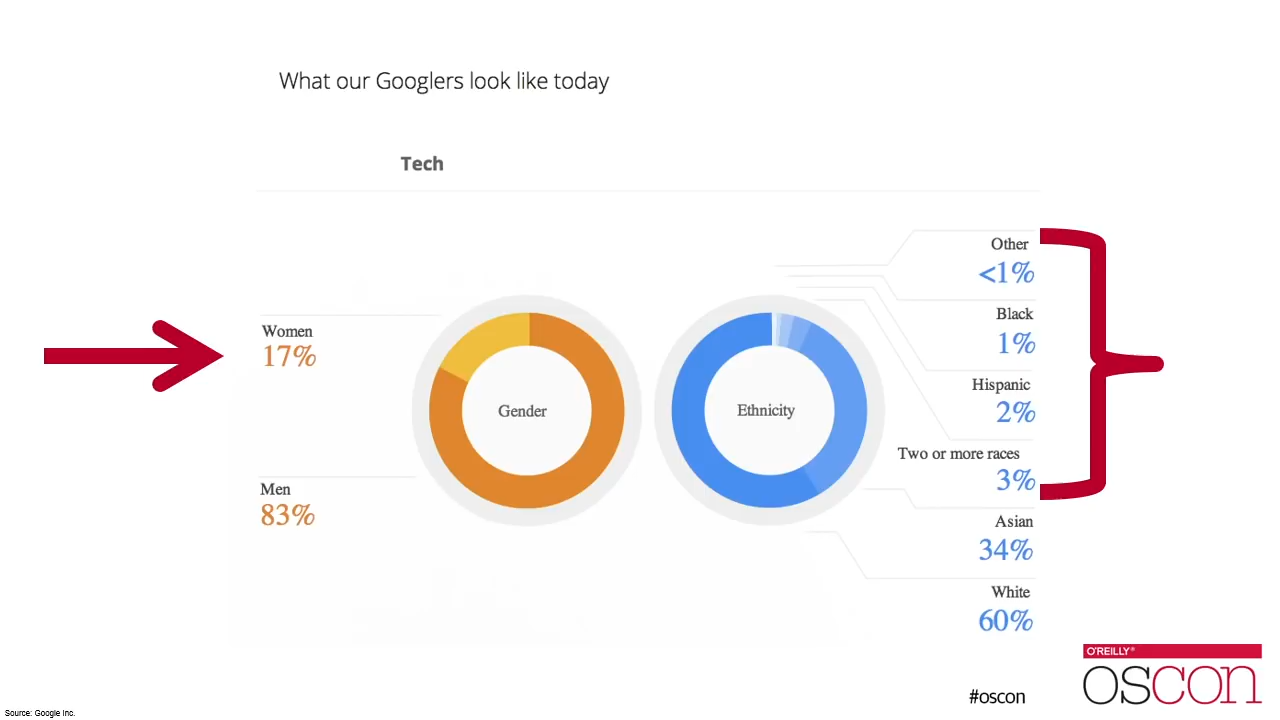 What our Googlers look like today
Tech
Women
17%
Men
83%
Gender
Ethnicity
Other
<1%
Black
1%
Hispanic
2%
Two or more races
3%
Asian
34%
White
60%
#oscon
O'REILLY®
oscon
Source: Google Inc.